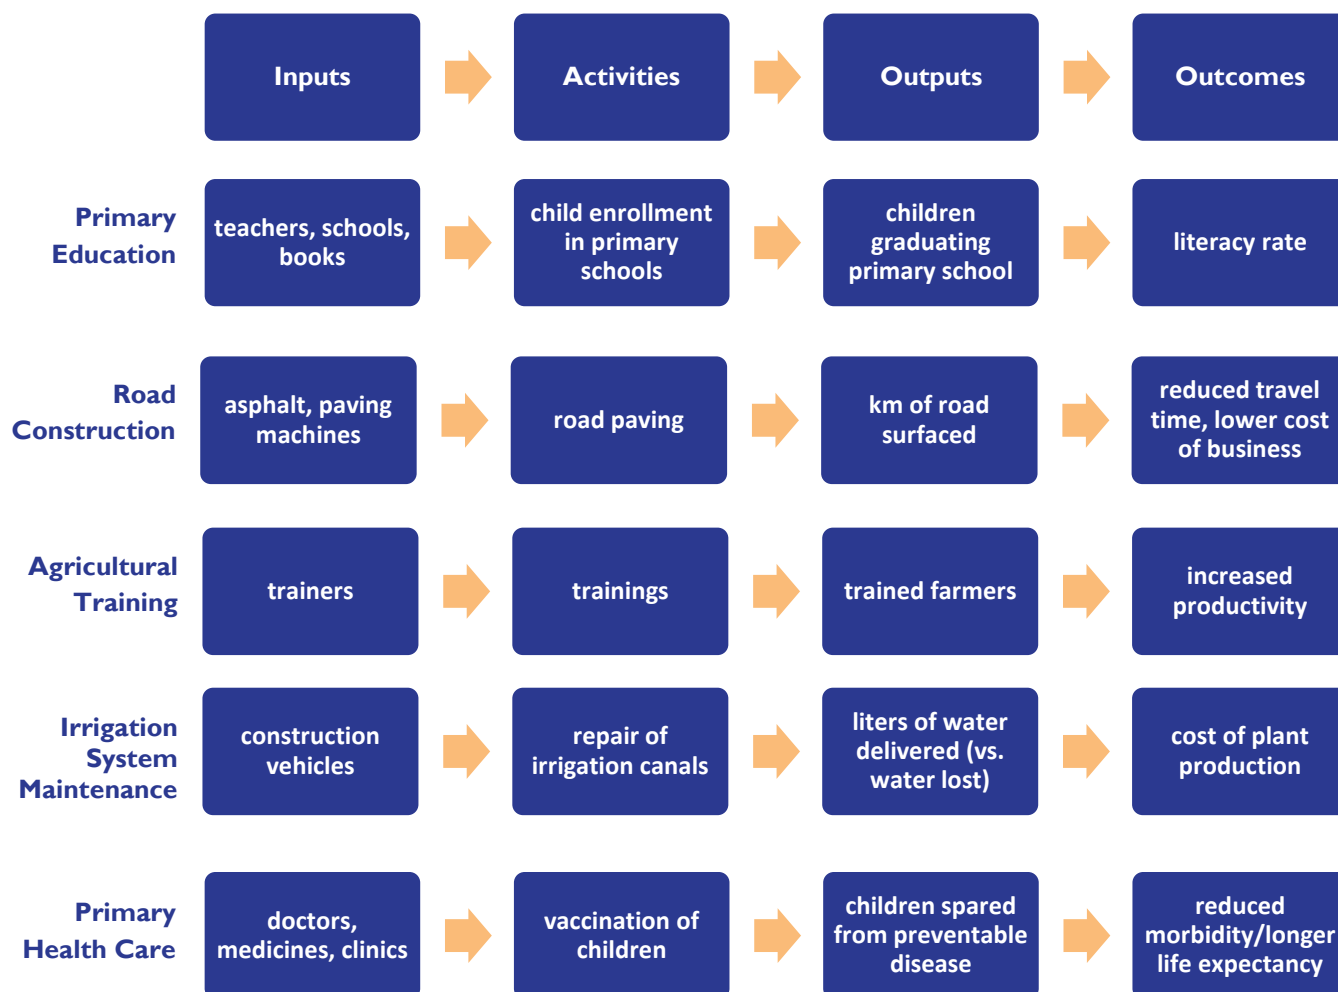 Inputs
Activities
Outputs
Outcomes
Primary
Education
teachers, schools,
books
child enrollment
in primary
schools
children
graduating
primary school
literacy rate
Road
Construction
asphalt, paving
machines
road paving
km of road
surfaced
reduced travel
time, lower cost
of business
Agricultural
Training
trainers
trainings
trained farmers
increased
productivity
Irrigation
System
Maintenance
construction
vehicles
repair of
irrigation canals
liters of water
delivered (vs.
water lost)
cost of plant
production
Primary
Health Care
doctors,
medicines, clinics
vaccination of
children
children spared
from preventable
disease
reduced
morbidity/longer
life expectancy